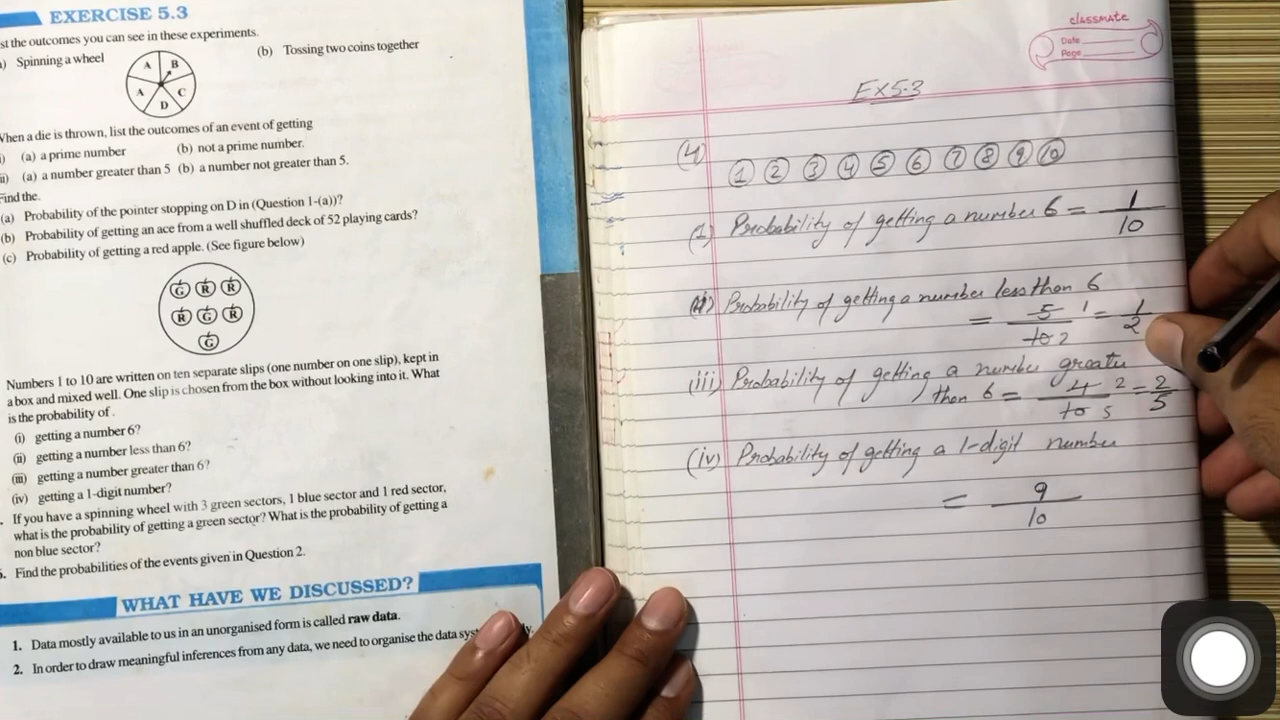 EXERCISE 5.3
st the outcomes you can see in these experiments.
) Spinning a wheel
(b) Tossing two coins together
A B
A C
D
When a die is thrown, list the outcomes of an event of getting
) (a) a prime number (b) not a prime number.
ii) (a) a number greater than 5 (b) a number not greater than 5.
Find the.
(a) Probability of the pointer stopping on D in (Question 1-(a))?
(b) Probability of getting an ace from a well shuffled deck of 52 playing cards?
(c) Probability of getting a red apple. (See figure below)
G R R
R G R
G
Numbers 1 to 10 are written on ten separate slips (one number on one slip), kept in
a box and mixed well. One slip is chosen from the box without looking into it. What
is the probability of .
(i) getting a number 6?
(ii) getting a number less than 6?
(iii) getting a number greater than 6?
(iv) getting a 1-digit number?
. If you have a spinning wheel with 3 green sectors, 1 blue sector and 1 red sector,
what is the probability of getting a green sector? What is the probability of getting a
non blue sector?
. Find the probabilities of the events given in Question 2.
WHAT HAVE WE DISCUSSED?
1. Data mostly available to us in an unorganised form is called raw data.
2. In order to draw meaningful inferences from any data, we need to organise the data sys ly.
classmate
Date
Page
EX5.3
(4) 1 2 3 4 5 6 7 8 9 10
(i) Probability of getting a number 6 = 1/10
(ii) Probability of getting a number less than 6
= 5/10 1/2 = 1/2
(iii) Probability of getting a number greater
than 6 = 4/10 2/5 = 2/5
(iv) Probability of getting a 1-digit number
= 9/10